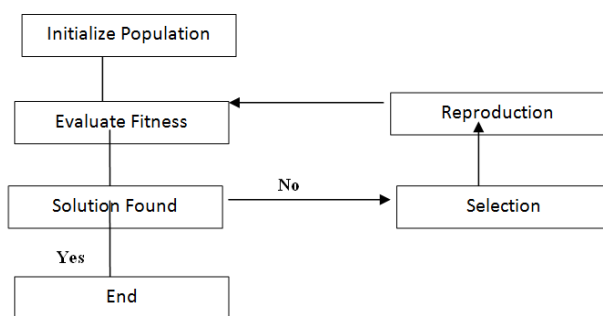 Initialize Population
Evaluate Fitness
Reproduction
No
Solution Found
Selection
Yes
End